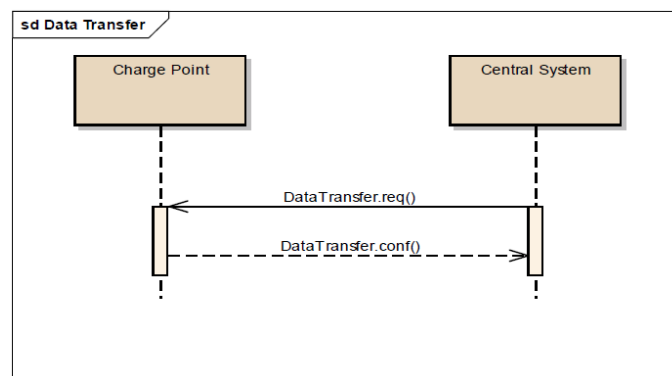 sd Data Transfer
Charge Point
Central System
DataTransfer.req()
DataTransfer.conf()